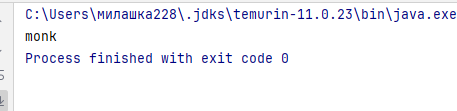 C:\Users\милашка228\.jdks\temurin-11.0.23\bin\java.exe
monk
Process finished with exit code 0